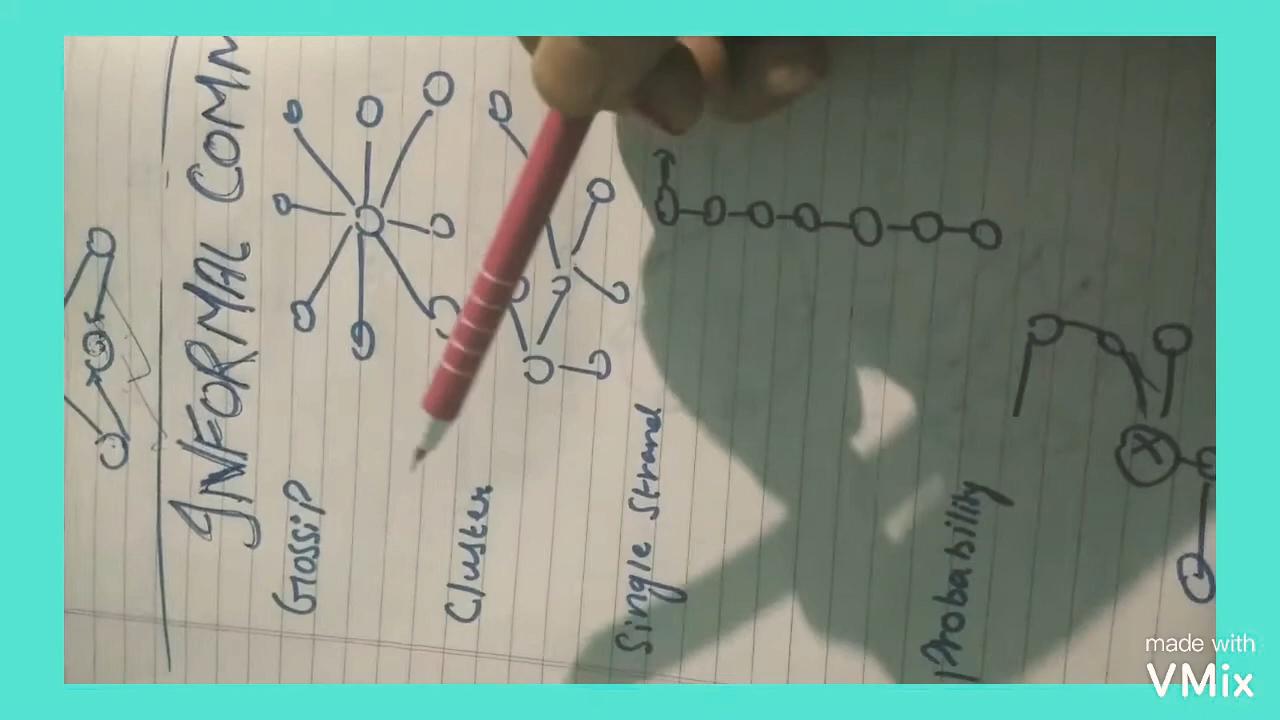 INFORMAL COMM
Gossip
Cluster
Single Strand
Probability
X
made with
VMix